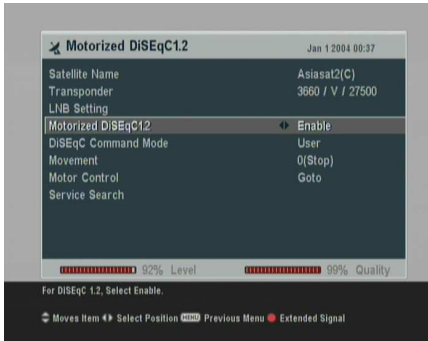 Motorized DiSEqC1.2 Jan 1 2004 00:37
Satellite Name Asiasat2(C)
Transponder 3660 / V / 27500
LNB Setting
Motorized DiSEqC1.2 Enable
DiSEqC Command Mode User
Movement 0(Stop)
Motor Control Goto
Service Search
92% Level 99% Quality
For DiSEqC 1.2, Select Enable.
Moves Item Select Position MENU Previous Menu Extended Signal